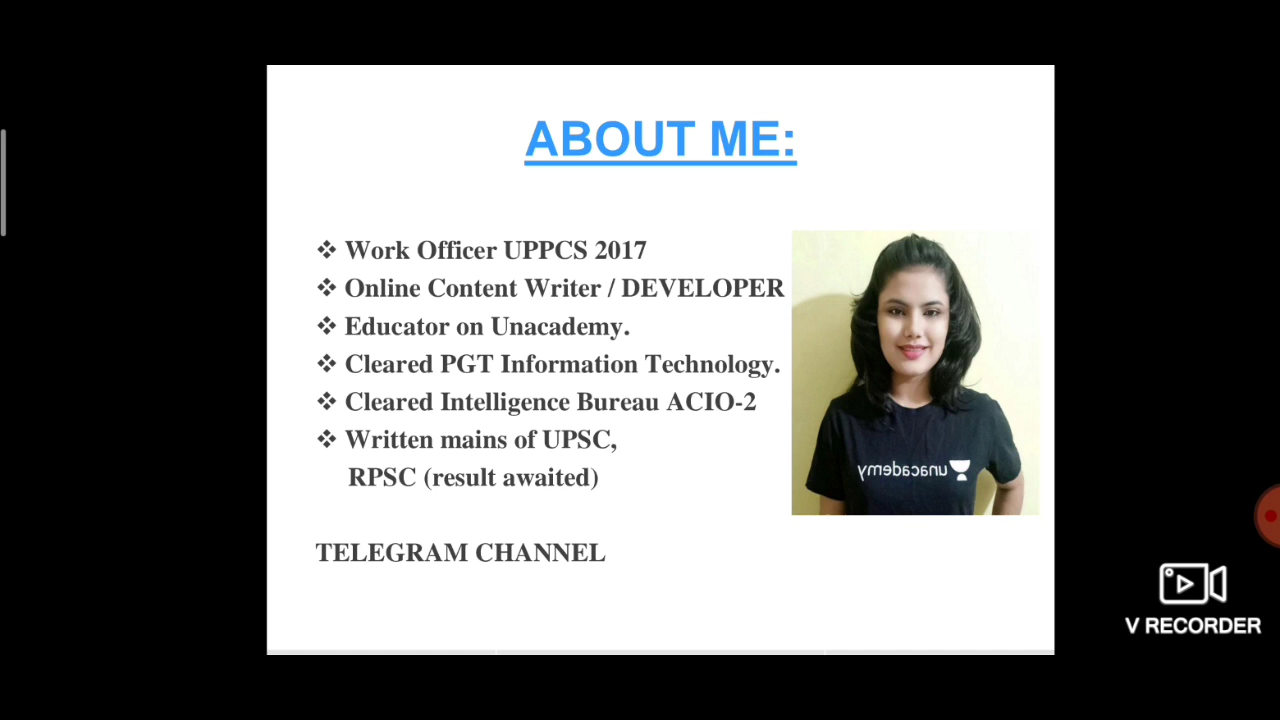 ABOUT ME:
❖ Work Officer UPPCS 2017
❖ Online Content Writer / DEVELOPER
❖ Educator on Unacademy.
❖ Cleared PGT Information Technology.
❖ Cleared Intelligence Bureau ACIO-2
❖ Written mains of UPSC,
RPSC (result awaited)
unacademy
TELEGRAM CHANNEL
V RECORDER